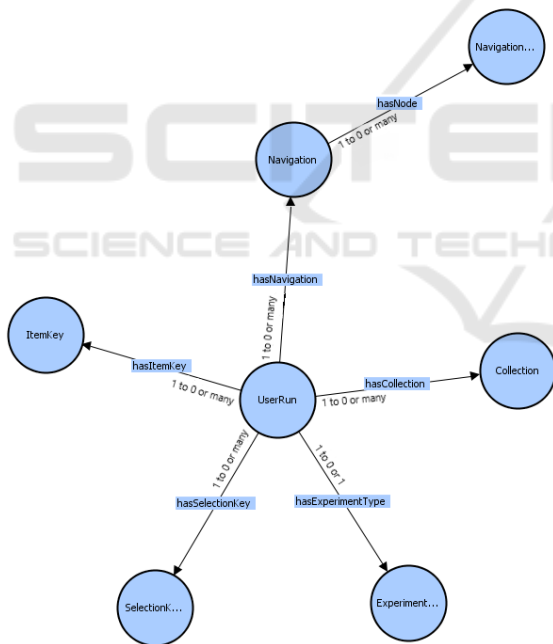 Navigation...
hasNode
1 to 0 or many
SCITE
Navigation
SCIENCE AND TECH
hasNavigation
1 to 0 or many
ItemKey
hasItemKey
1 to 0 or many
UserRun
hasCollection
1 to 0 or many
Collection
1 to 0 or many
hasSelectionKey
1 to 0 or 1
hasExperimentType
SelectionK...
Experiment...